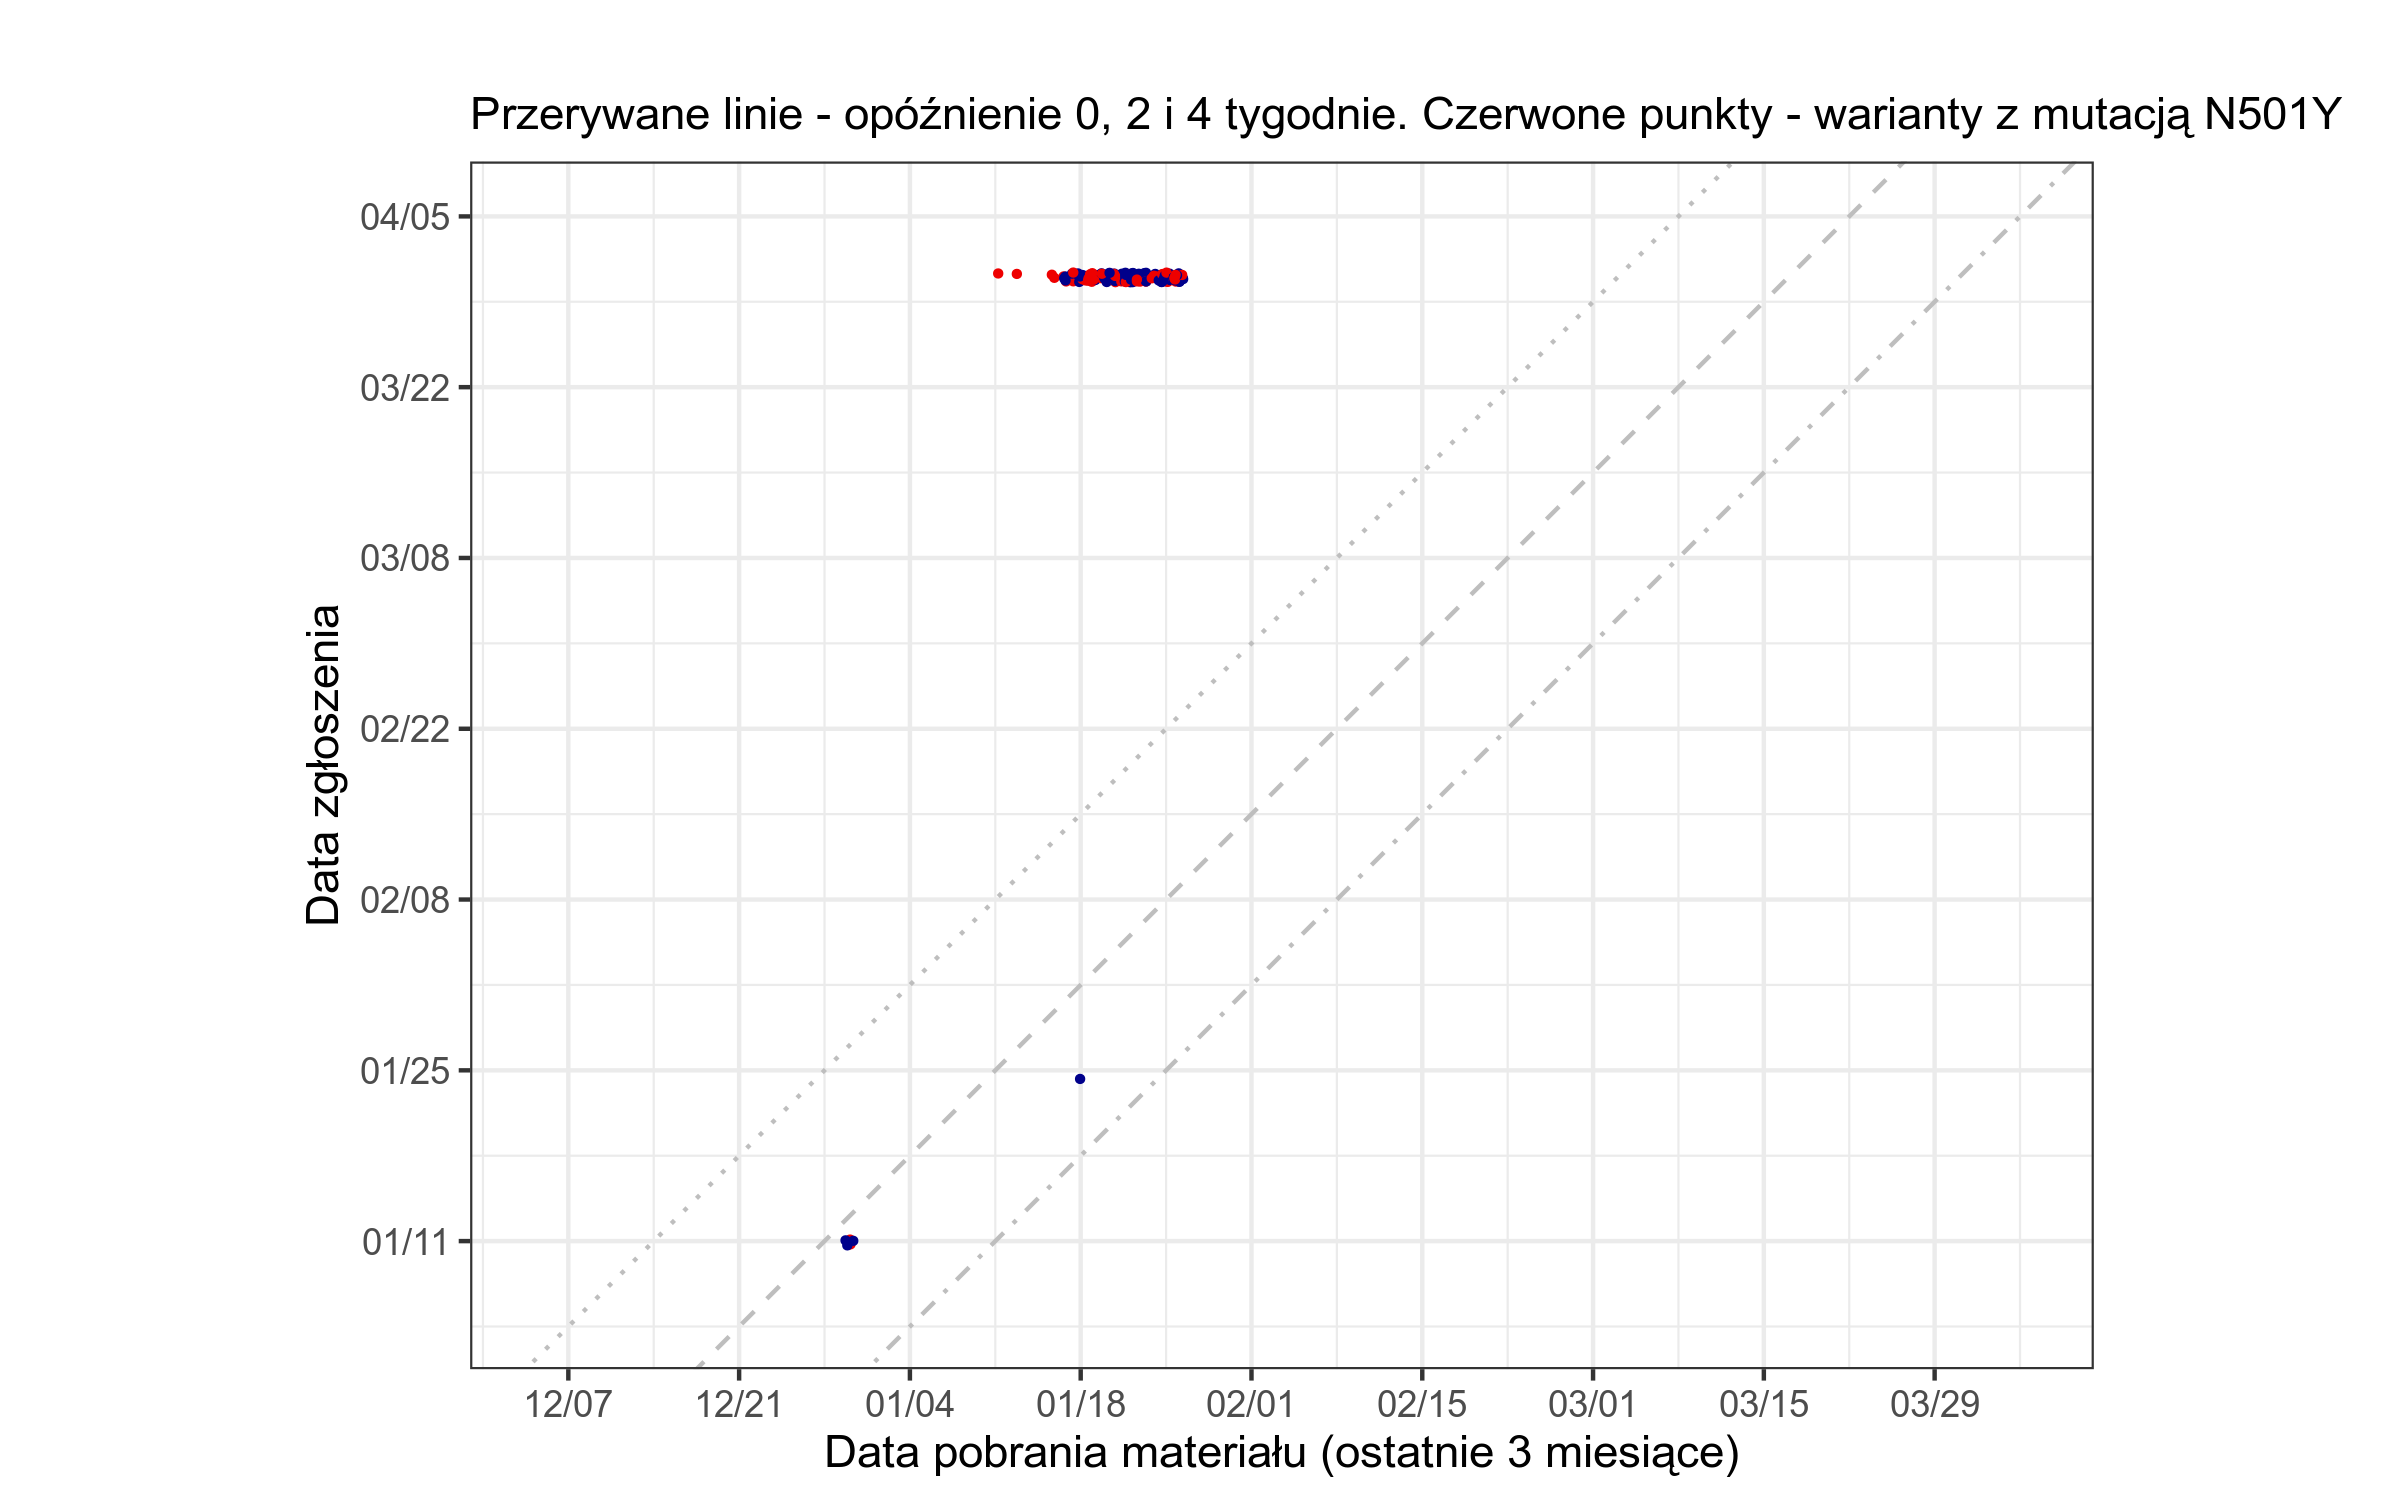 Przerywane linie - opóźnienie 0, 2 i 4 tygodnie. Czerwone punkty - warianty z mutacją N501Y
04/05
03/22
03/08
02/22
02/08
01/25
01/11
Data zgłoszenia
12/07 12/21 01/04 01/18 02/01 02/15 03/01 03/15 03/29
Data pobrania materiału (ostatnie 3 miesiące)